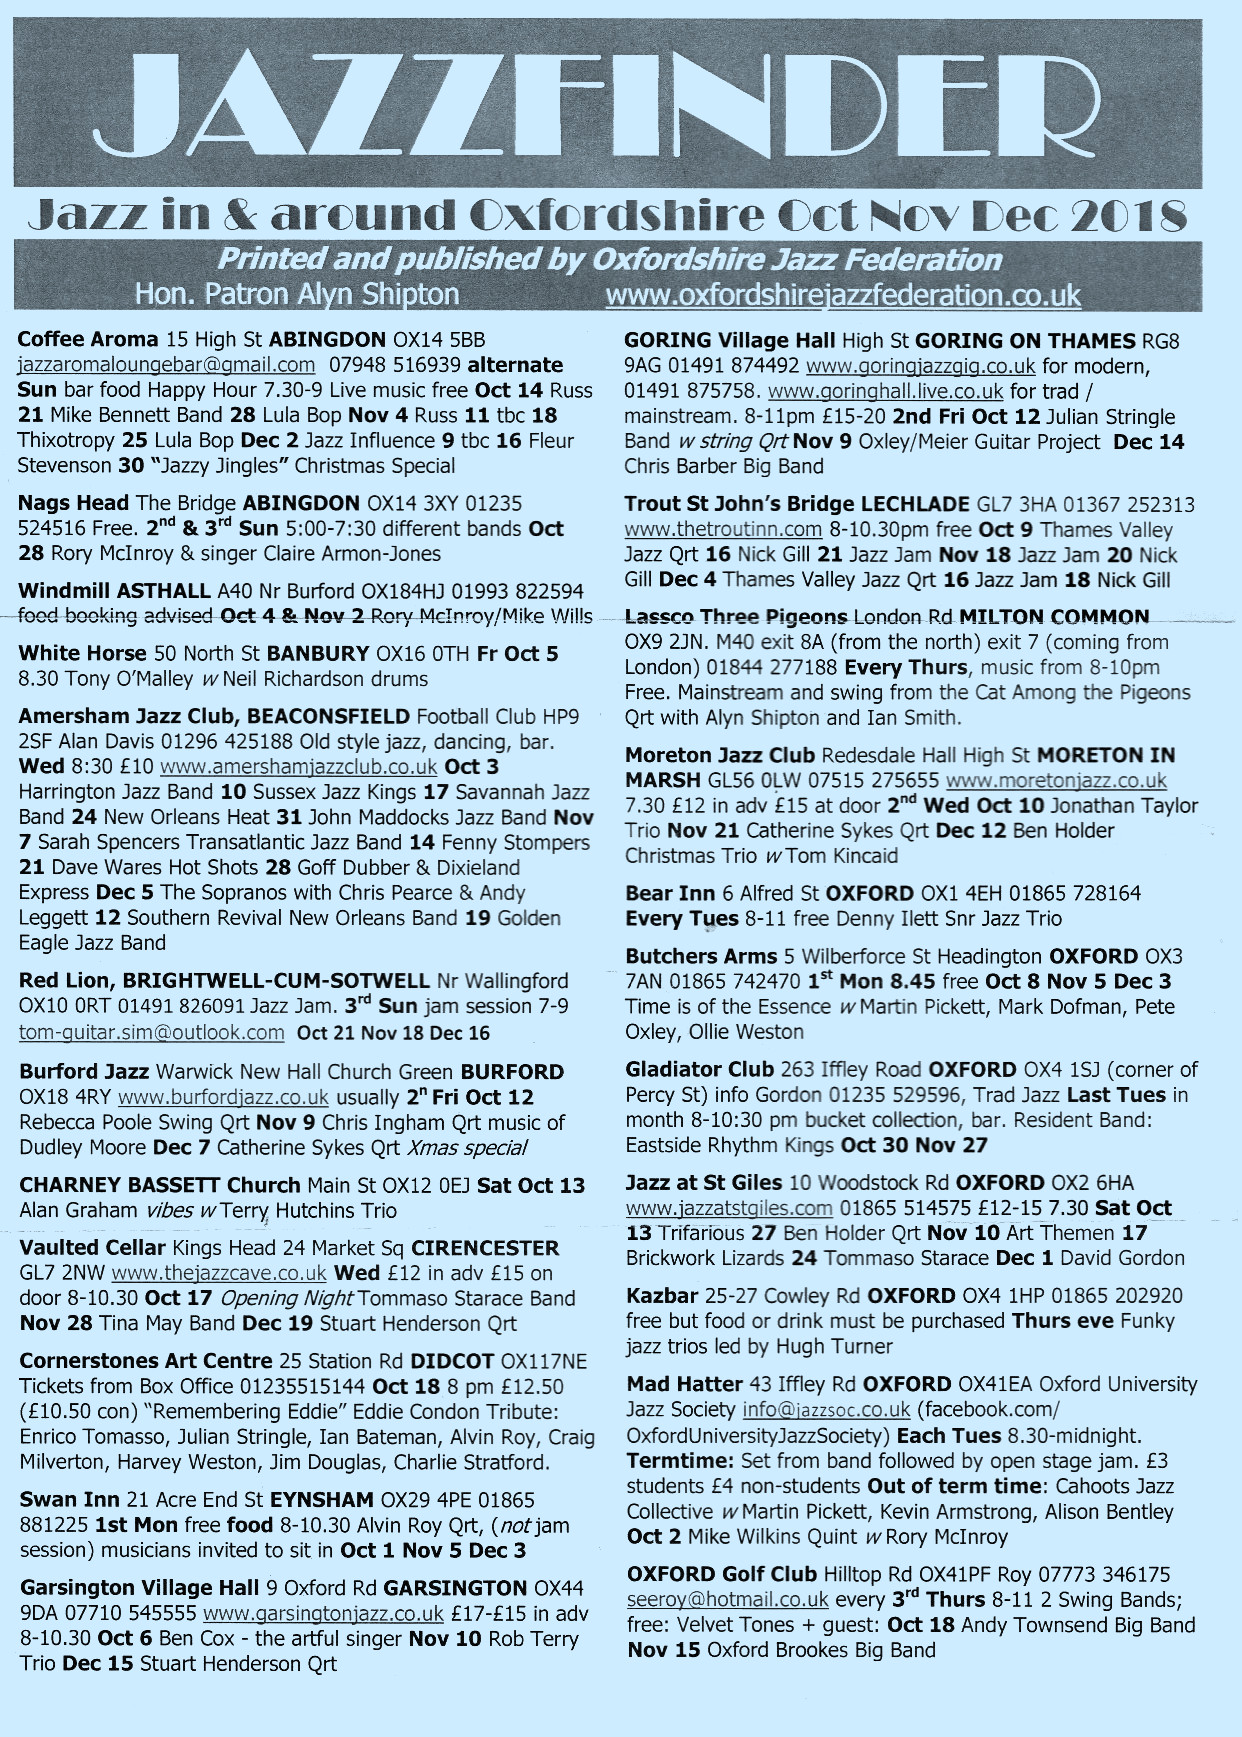 JAZZFINDER
Jazz in & around Oxfordshire Oct Nov Dec 2018
Printed and published by Oxfordshire Jazz Federation
Hon. Patron Alyn Shipton www.oxfordshirejazzfederation.co.uk
Coffee Aroma 15 High St ABINGDON OX14 5BB
jazzaromaloungebar@gmail.com 07948 516939 alternate
Sun bar food Happy Hour 7.30-9 Live music free Oct 14 Russ
21 Mike Bennett Band 28 Lula Bop Nov 4 Russ 11 tbc 18
Thixotropy 25 Lula Bop Dec 2 Jazz Influence 9 tbc 16 Fleur
Stevenson 30 "Jazzy Jingles" Christmas Special
Nags Head The Bridge ABINGDON OX14 3XY 01235
524516 Free. 2nd & 3rd Sun 5:00-7:30 different bands Oct
28 Rory McInroy & singer Claire Armon-Jones
Windmill ASTHALL A40 Nr Burford OX184HJ 01993 822594
food booking advised Oct 4 & Nov 2 Rory McInroy/Mike Wills
White Horse 50 North St BANBURY OX16 0TH Fr Oct 5
8.30 Tony O'Malley w Neil Richardson drums
Amersham Jazz Club, BEACONSFIELD Football Club HP9
2SF Alan Davis 01296 425188 Old style jazz, dancing, bar.
Wed 8:30 £10 www.amershamjazzclub.co.uk Oct 3
Harrington Jazz Band 10 Sussex Jazz Kings 17 Savannah Jazz
Band 24 New Orleans Heat 31 John Maddocks Jazz Band Nov
7 Sarah Spencers Transatlantic Jazz Band 14 Fenny Stompers
21 Dave Wares Hot Shots 28 Goff Dubber & Dixieland
Express Dec 5 The Sopranos with Chris Pearce & Andy
Leggett 12 Southern Revival New Orleans Band 19 Golden
Eagle Jazz Band
Red Lion, BRIGHTWELL-CUM-SOTWELL Nr Wallingford
OX10 0RT 01491 826091 Jazz Jam. 3rd Sun jam session 7-9
tom-guitar.sim@outlook.com Oct 21 Nov 18 Dec 16
Burford Jazz Warwick New Hall Church Green BURFORD
OX18 4RY www.burfordjazz.co.uk usually 2n Fri Oct 12
Rebecca Poole Swing Qrt Nov 9 Chris Ingham Qrt music of
Dudley Moore Dec 7 Catherine Sykes Qrt Xmas special
CHARNEY BASSETT Church Main St OX12 0EJ Sat Oct 13
Alan Graham vibes w Terry Hutchins Trio
Vaulted Cellar Kings Head 24 Market Sq CIRENCESTER
GL7 2NW www.thejazzcave.co.uk Wed £12 in adv £15 on
door 8-10.30 Oct 17 Opening Night Tommaso Starace Band
Nov 28 Tina May Band Dec 19 Stuart Henderson Qrt
Cornerstones Art Centre 25 Station Rd DIDCOT OX117NE
Tickets from Box Office 01235515144 Oct 18 8 pm £12.50
(£10.50 con) "Remembering Eddie" Eddie Condon Tribute:
Enrico Tomasso, Julian Stringle, Ian Bateman, Alvin Roy, Craig
Milverton, Harvey Weston, Jim Douglas, Charlie Stratford.
Swan Inn 21 Acre End St EYNSHAM OX29 4PE 01865
881225 1st Mon free food 8-10.30 Alvin Roy Qrt, (not jam
session) musicians invited to sit in Oct 1 Nov 5 Dec 3
Garsington Village Hall 9 Oxford Rd GARSINGTON OX44
9DA 07710 545555 www.garsingtonjazz.co.uk £17-£15 in adv
8-10.30 Oct 6 Ben Cox - the artful singer Nov 10 Rob Terry
Trio Dec 15 Stuart Henderson Qrt
GORING Village Hall High St GORING ON THAMES RG8
9AG 01491 874492 www.goringjazzgig.co.uk for modern,
01491 875758. www.goringhall.live.co.uk for trad /
mainstream. 8-11pm £15-20 2nd Fri Oct 12 Julian Stringle
Band w string Qrt Nov 9 Oxley/Meier Guitar Project Dec 14
Chris Barber Big Band
Trout St John's Bridge LECHLADE GL7 3HA 01367 252313
www.thetroutinn.com 8-10.30pm free Oct 9 Thames Valley
Jazz Qrt 16 Nick Gill 21 Jazz Jam Nov 18 Jazz Jam 20 Nick
Gill Dec 4 Thames Valley Jazz Qrt 16 Jazz Jam 18 Nick Gill
Lassco Three Pigeons London Rd MILTON COMMON
OX9 2JN. M40 exit 8A (from the north) exit 7 (coming from
London) 01844 277188 Every Thurs, music from 8-10pm
Free. Mainstream and swing from the Cat Among the Pigeons
Qrt with Alyn Shipton and Ian Smith.
Moreton Jazz Club Redesdale Hall High St MORETON IN
MARSH GL56 0LW 07515 275655 www.moretonjazz.co.uk
7.30 £12 in adv £15 at door 2nd Wed Oct 10 Jonathan Taylor
Trio Nov 21 Catherine Sykes Qrt Dec 12 Ben Holder
Christmas Trio w Tom Kincaid
Bear Inn 6 Alfred St OXFORD OX1 4EH 01865 728164
Every Tues 8-11 free Denny Ilett Snr Jazz Trio
Butchers Arms 5 Wilberforce St Headington OXFORD OX3
7AN 01865 742470 1st Mon 8.45 free Oct 8 Nov 5 Dec 3
Time is of the Essence w Martin Pickett, Mark Dofman, Pete
Oxley, Ollie Weston
Gladiator Club 263 Iffley Road OXFORD OX4 1SJ (corner of
Percy St) info Gordon 01235 529596, Trad Jazz Last Tues in
month 8-10:30 pm bucket collection, bar. Resident Band:
Eastside Rhythm Kings Oct 30 Nov 27
Jazz at St Giles 10 Woodstock Rd OXFORD OX2 6HA
www.jazzatstgiles.com 01865 514575 £12-15 7.30 Sat Oct
13 Trifarious 27 Ben Holder Qrt Nov 10 Art Themen 17
Brickwork Lizards 24 Tommaso Starace Dec 1 David Gordon
Kazbar 25-27 Cowley Rd OXFORD OX4 1HP 01865 202920
free but food or drink must be purchased Thurs eve Funky
jazz trios led by Hugh Turner
Mad Hatter 43 Iffley Rd OXFORD OX41EA Oxford University
Jazz Society info@jazzsoc.co.uk (facebook.com/
OxfordUniversityJazzSociety) Each Tues 8.30-midnight.
Termtime: Set from band followed by open stage jam. £3
students £4 non-students Out of term time: Cahoots Jazz
Collective w Martin Pickett, Kevin Armstrong, Alison Bentley
Oct 2 Mike Wilkins Quint w Rory McInroy
OXFORD Golf Club Hilltop Rd OX41PF Roy 07773 346175
seeroy@hotmail.co.uk every 3rd Thurs 8-11 2 Swing Bands;
free: Velvet Tones + guest: Oct 18 Andy Townsend Big Band
Nov 15 Oxford Brookes Big Band